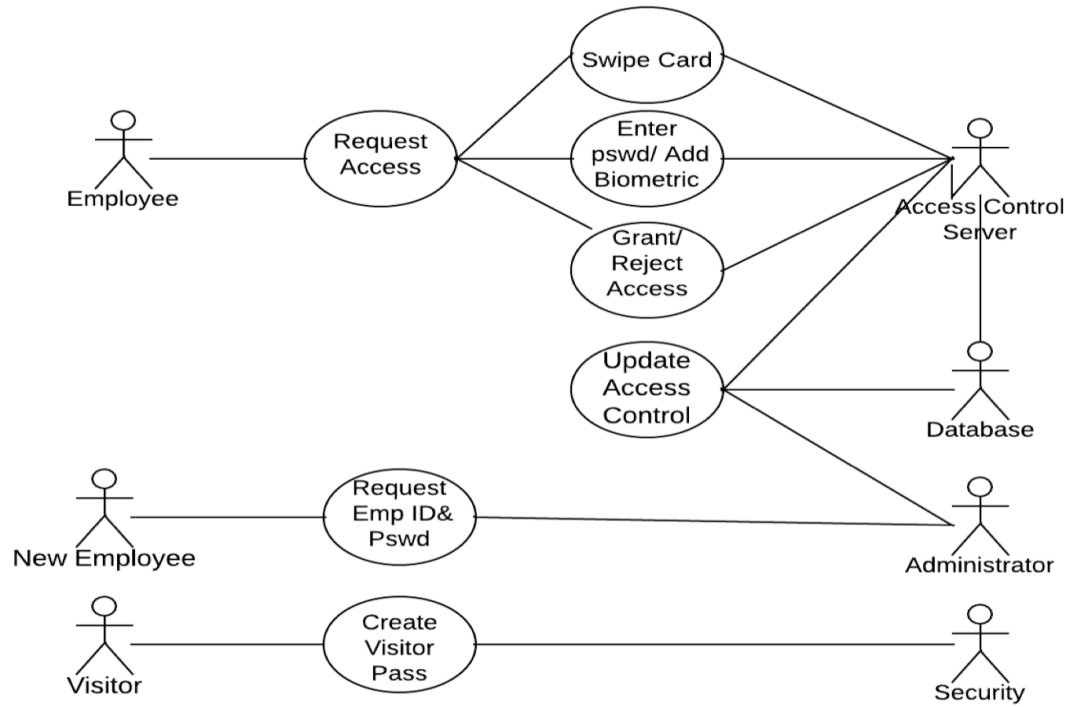 Swipe Card
Employee
Request
Access
Enter
pswd/ Add
Biometric
Access Control
Server
Grant/
Reject
Access
Update
Access
Control
Database
New Employee
Request
Emp ID&
Pswd
Administrator
Visitor
Create
Visitor
Pass
Security